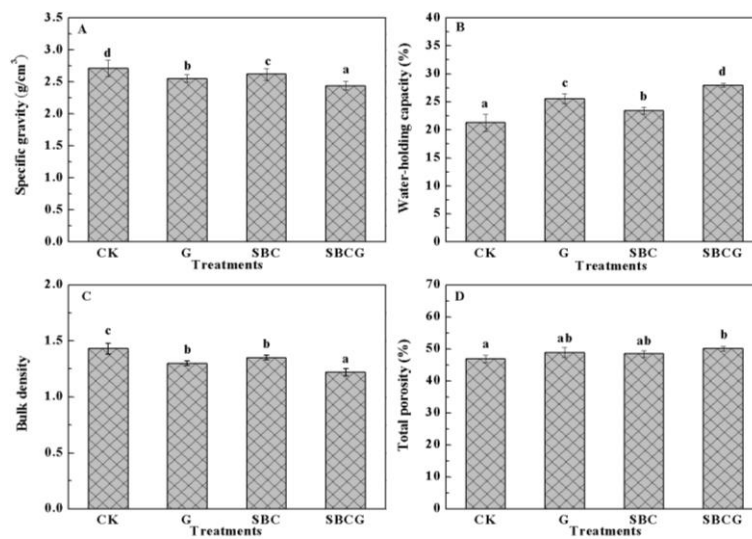 A
Specific gravity (g/cm³)
3.5
3.0
2.5
2.0
1.5
1.0
0.5
0.0
d
b
c
a
CK G SBC SBCG
Treatments
B
Water-holding capacity (%)
40
35
30
25
20
15
10
5
0
a
c
b
d
CK G SBC SBCG
Treatments
C
Bulk density
2.0
1.5
1.0
0.5
0.0
c
b
b
a
CK G SBC SBCG
Treatments
D
Total porosity (%)
70
60
50
40
30
20
10
0
a
ab
ab
b
CK G SBC SBCG
Treatments